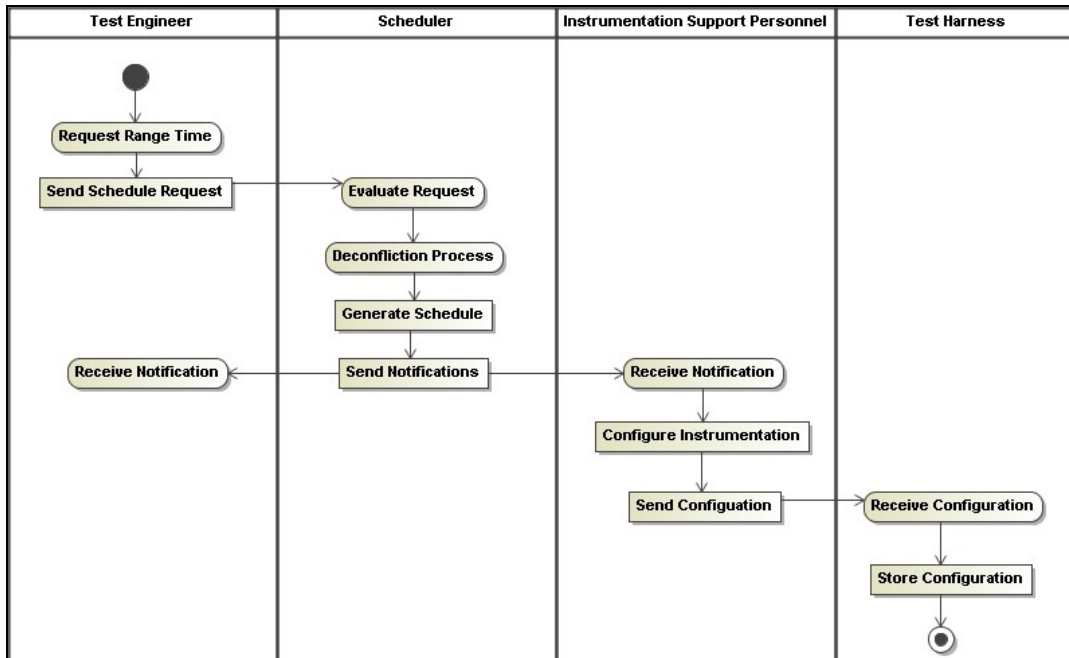 Test Engineer
Scheduler
Instrumentation Support Personnel
Test Harness
Request Range Time
Send Schedule Request
Evaluate Request
Deconfliction Process
Generate Schedule
Receive Notification
Send Notifications
Receive Notification
Configure Instrumentation
Send Configuation
Receive Configuration
Store Configuration